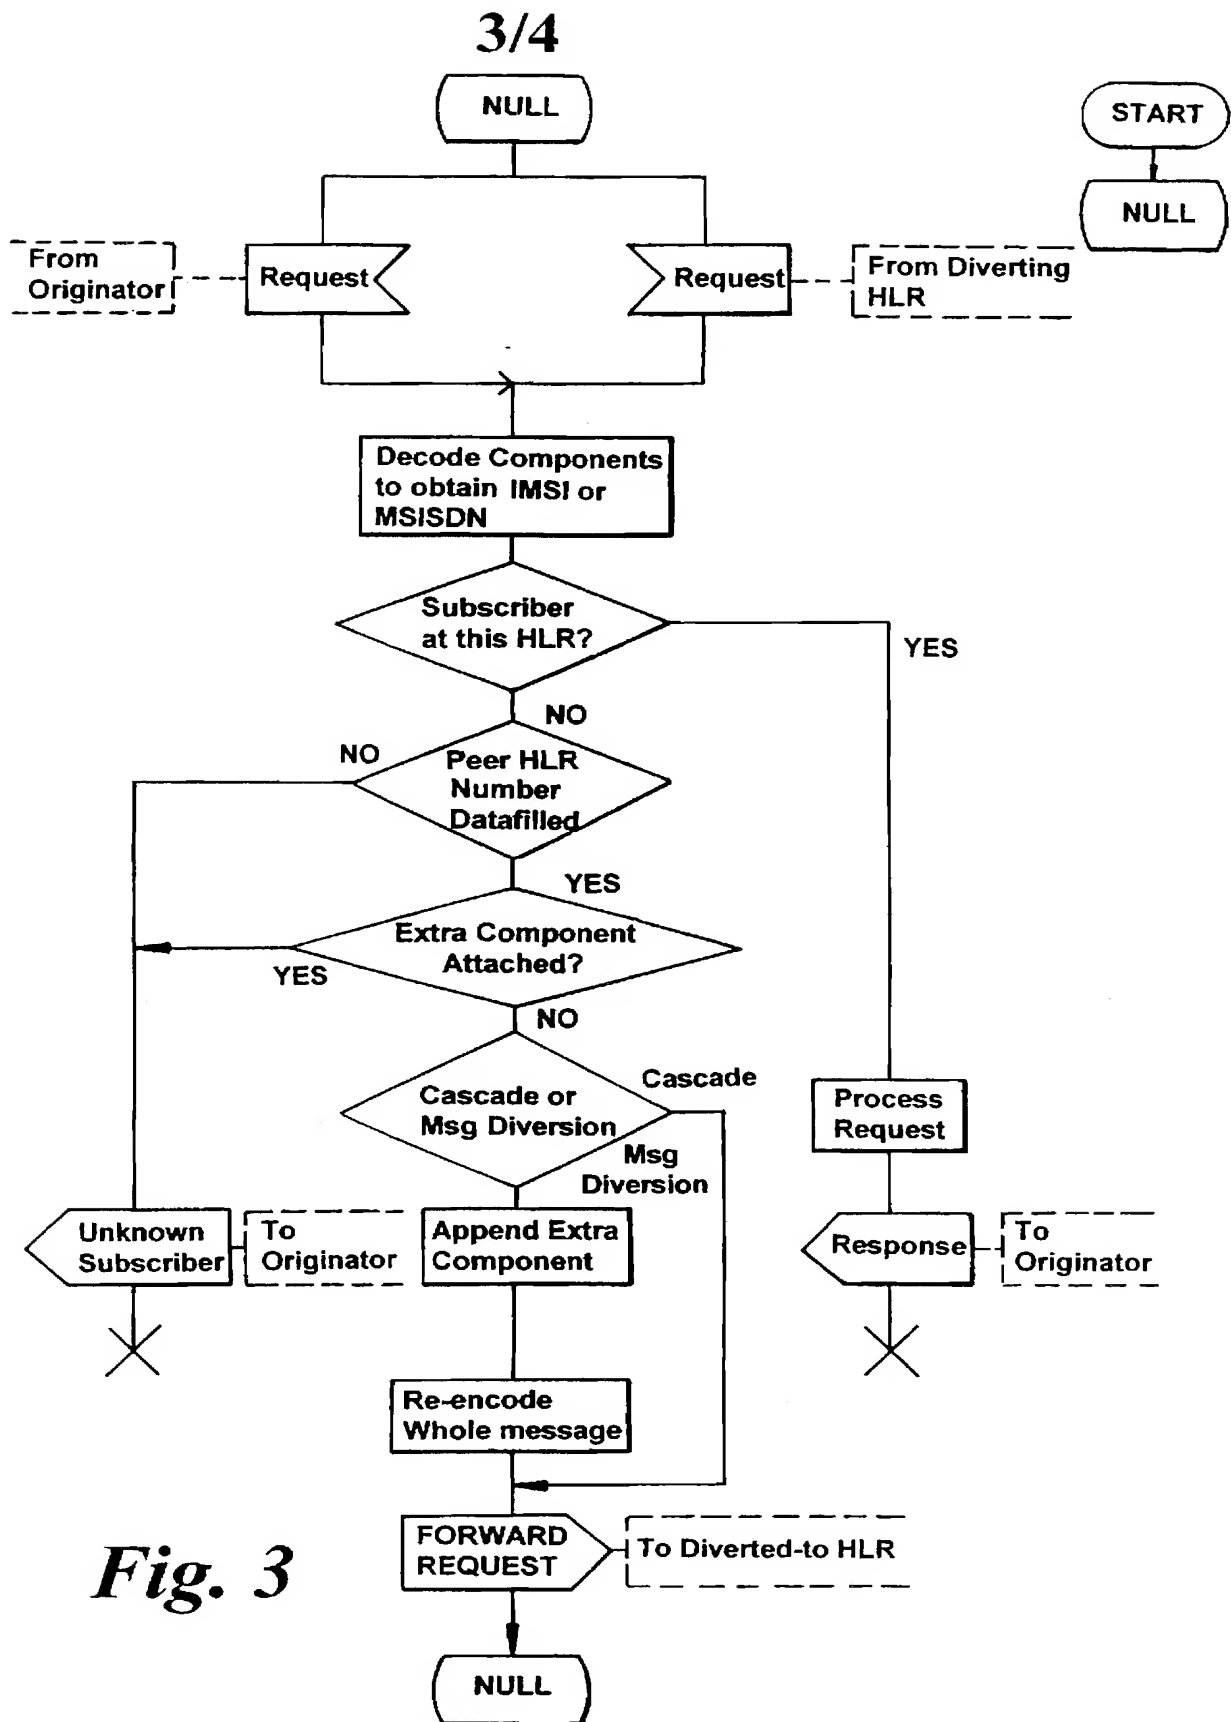 3/4
NULL
START
NULL
From
Originator
Request
Request
From Diverting
HLR
Decode Components
to obtain IMSI or
MSISDN
Subscriber
at this HLR?
YES
NO
NO
Peer HLR
Number
Datafilled
YES
Extra Component
Attached?
YES
NO
Cascade
Cascade or
Msg Diversion
Msg
Diversion
Process
Request
Unknown
Subscriber
To
Originator
Append Extra
Component
Response
To
Originator
Re-encode
Whole message
FORWARD
REQUEST
To Diverted-to HLR
Fig. 3
NULL